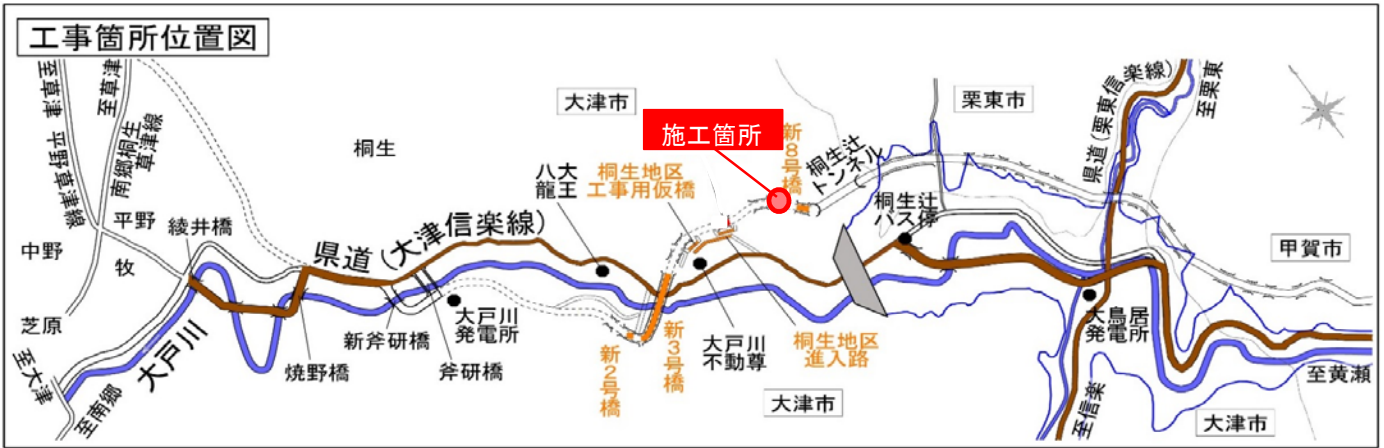 工事箇所位置図
至草津
平野草津線
至草津
南郷桐生
草津線
中野
平野
牧
芝原
至大津
至南郷
大戸川
綾井橋
焼野橋
桐生
県道(大津信楽線)
新斧研橋
斧研橋
大戸川
発電所
大津市
八大
龍王
桐生地区
工事用仮橋
施工箇所
新8号橋
桐生辻
トンネル
新2号橋
新3号橋
大戸川
不動尊
桐生地区
進入路
大津市
桐生辻
バス停
栗東市
県道(栗東信楽線)
至栗東
甲賀市
大鳥居
発電所
至信楽
至黄瀬
大津市